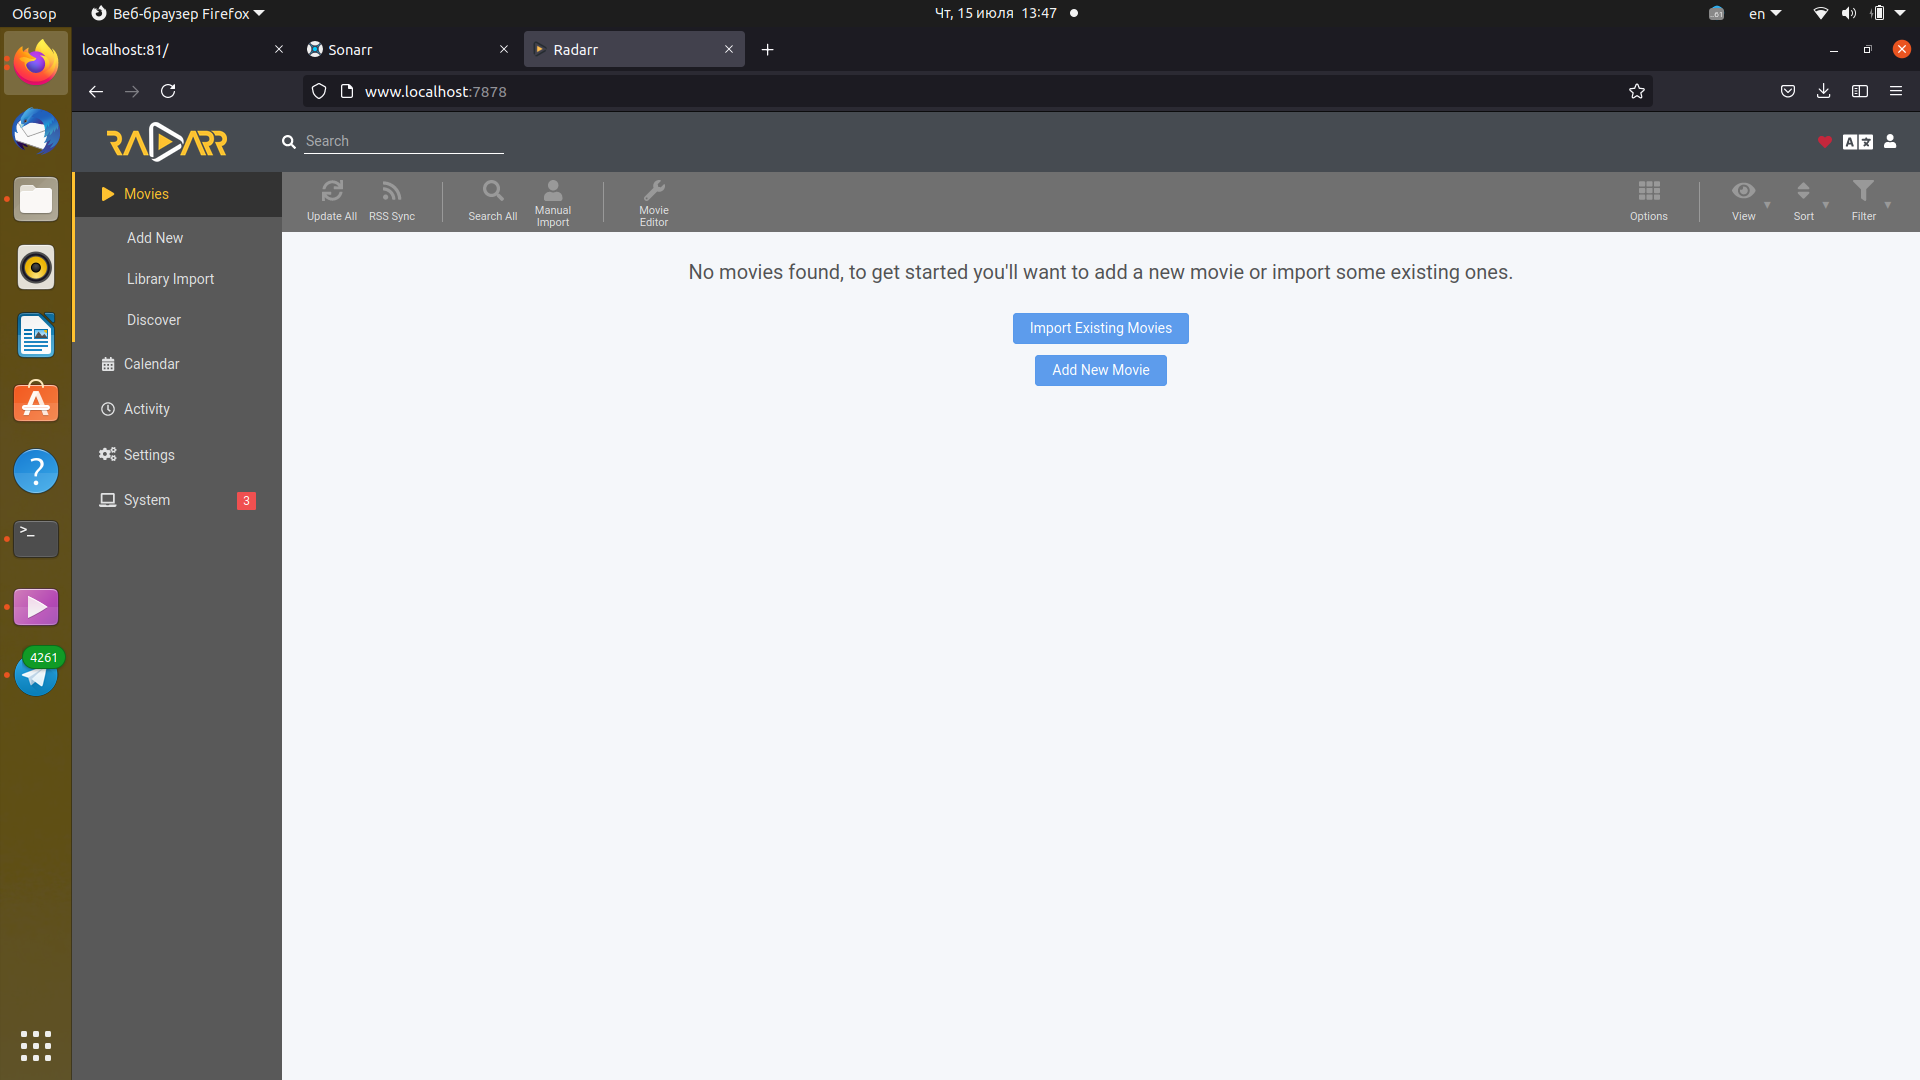 Обзор
Веб-браузер Firefox
Чт, 15 июля 13:47
en
localhost:81/
Sonarr
Radarr
www.localhost:7878
RADARR
Search
Movies
Add New
Library Import
Discover
Calendar
Activity
Settings
System
3
Update All
RSS Sync
Search All
Manual
Import
Movie
Editor
Options
View
Sort
Filter
No movies found, to get started you'll want to add a new movie or import some existing ones.
Import Existing Movies
Add New Movie
4261